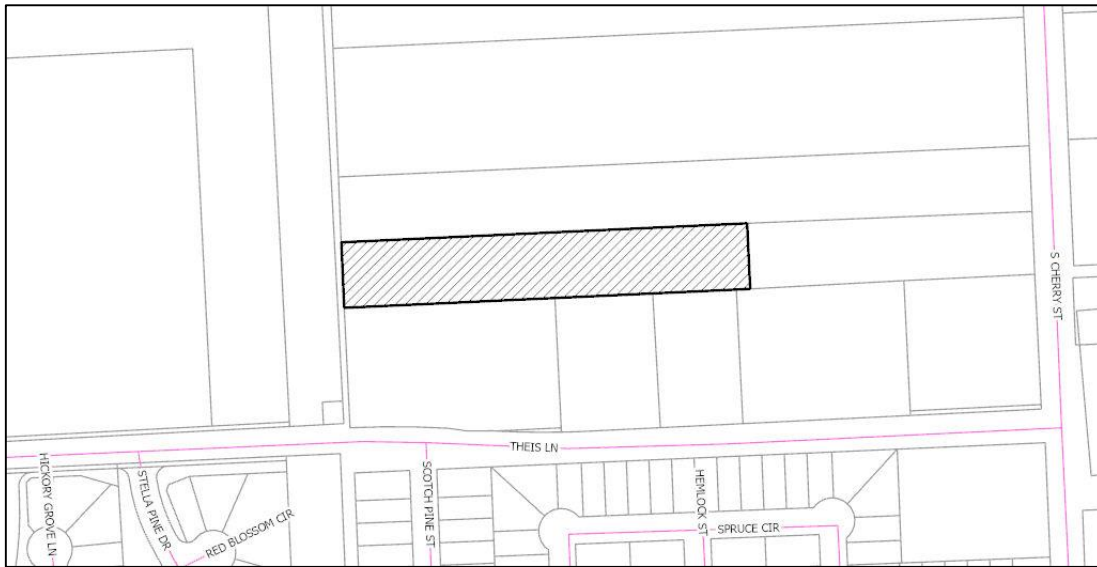 S CHERRY ST
THEIS LN
HICKORY GROVE LN
STELLA PINE DR
RED BLOSSOM CIR
SCOTCH PINE ST
HEMLOCK ST
SPRUCE CIR